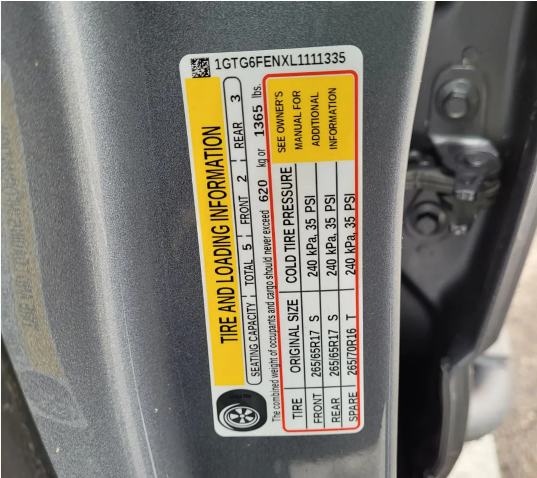 1GTG6FENXL1111335
TIRE AND LOADING INFORMATION
SEATING CAPACITY TOTAL 5 FRONT 2 REAR 3
The combined weight of occupants and cargo should never exceed 620 kg or 1365 lbs.
TIRE ORIGINAL SIZE COLD TIRE PRESSURE
FRONT 265/65R17 S 240 kPa, 35 PSI
REAR 265/65R17 S 240 kPa, 35 PSI
SPARE 265/70R16 T 240 kPa, 35 PSI
SEE OWNER'S
MANUAL FOR
ADDITIONAL
INFORMATION